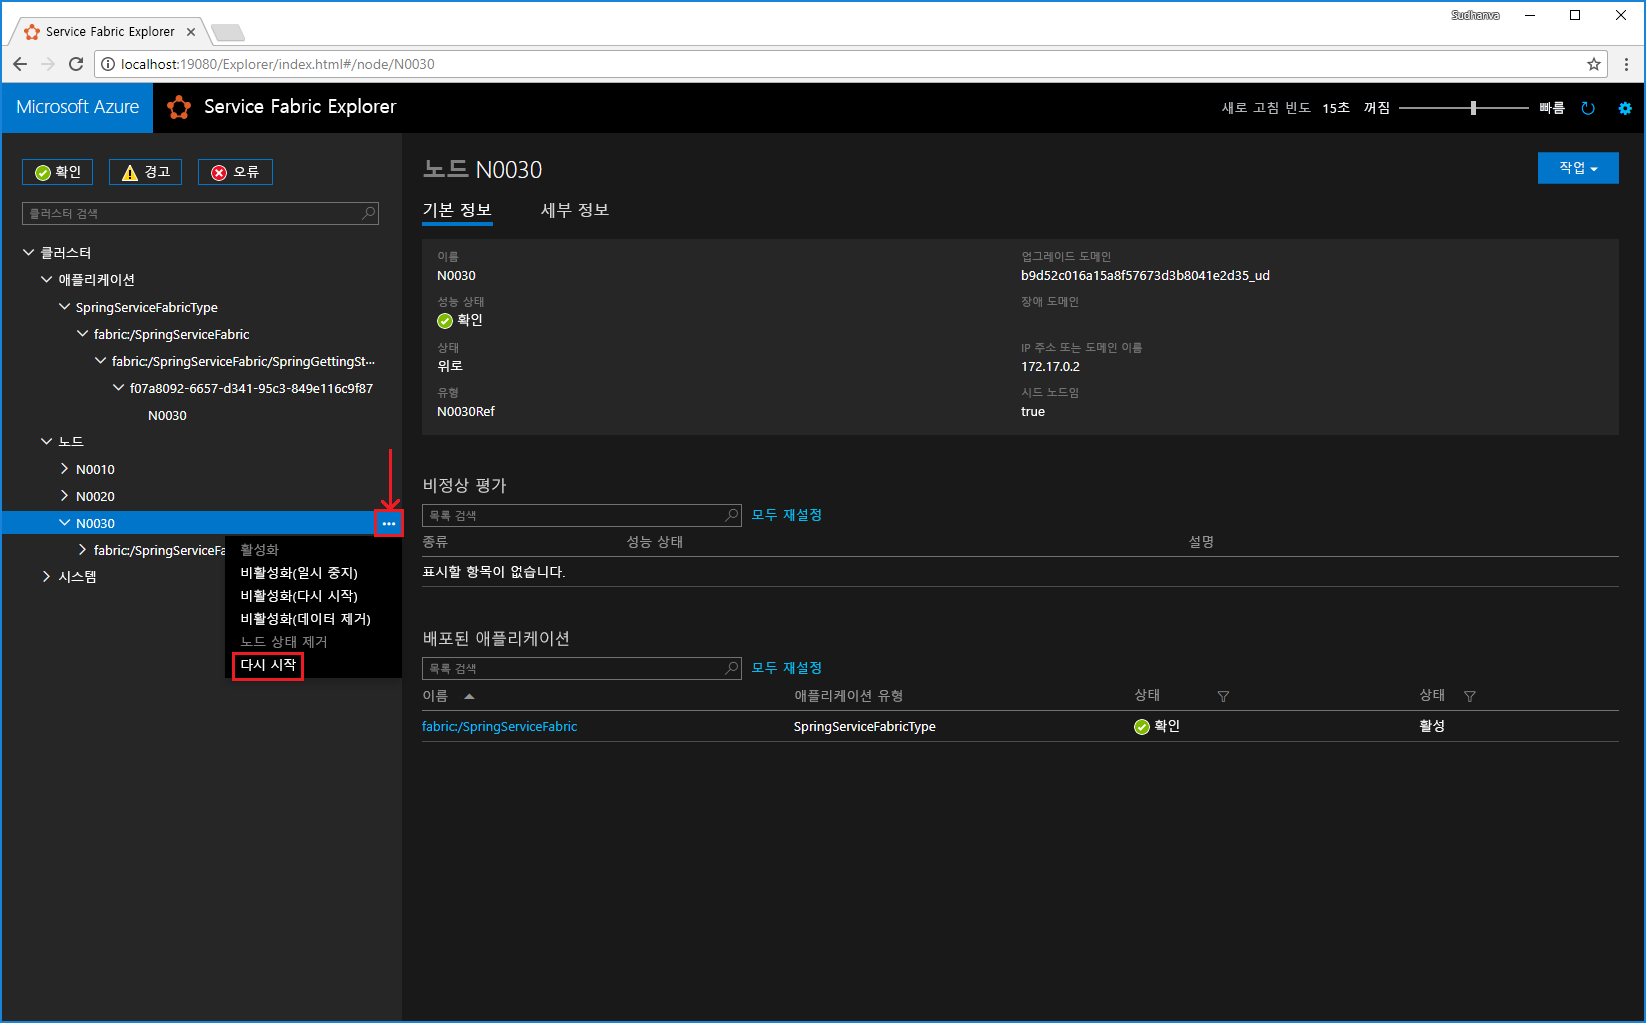 Sudhanva
Service Fabric Explorer
localhost:19080/Explorer/index.html#/node/N0030
Microsoft Azure
Service Fabric Explorer
새로 고침 빈도 15초 꺼짐 빠름
확인 경고 오류
클러스터 검색
클러스터
애플리케이션
SpringServiceFabricType
fabric:/SpringServiceFabric
fabric:/SpringServiceFabric/SpringGettingSt...
f07a8092-6657-d341-95c3-849e116c9f87
N0030
노드
N0010
N0020
N0030
...
fabric:/SpringServiceFa
시스템
활성화
비활성화(일시 중지)
비활성화(다시 시작)
비활성화(데이터 제거)
노드 상태 제거
다시 시작
노드 N0030
작업
기본 정보 세부 정보
이름
N0030
성능 상태
확인
상태
위로
유형
N0030Ref
업그레이드 도메인
b9d52c016a15a8f57673d3b8041e2d35_ud
장애 도메인
IP 주소 또는 도메인 이름
172.17.0.2
시드 노드임
true
비정상 평가
목록 검색 모두 재설정
종류 성능 상태 설명
표시할 항목이 없습니다.
배포된 애플리케이션
목록 검색 모두 재설정
이름 애플리케이션 유형 상태 상태
fabric:/SpringServiceFabric SpringServiceFabricType 확인 활성